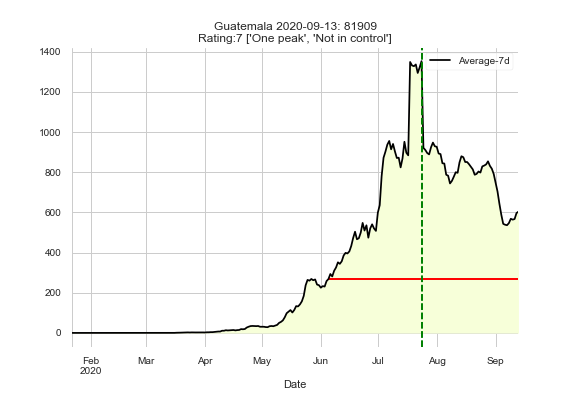 Guatemala 2020-09-13: 81909
Rating:7 ['One peak', 'Not in control']
Average-7d
1400
1200
1000
800
600
400
200
0
Feb Mar Apr May Jun Jul Aug Sep
2020
Date